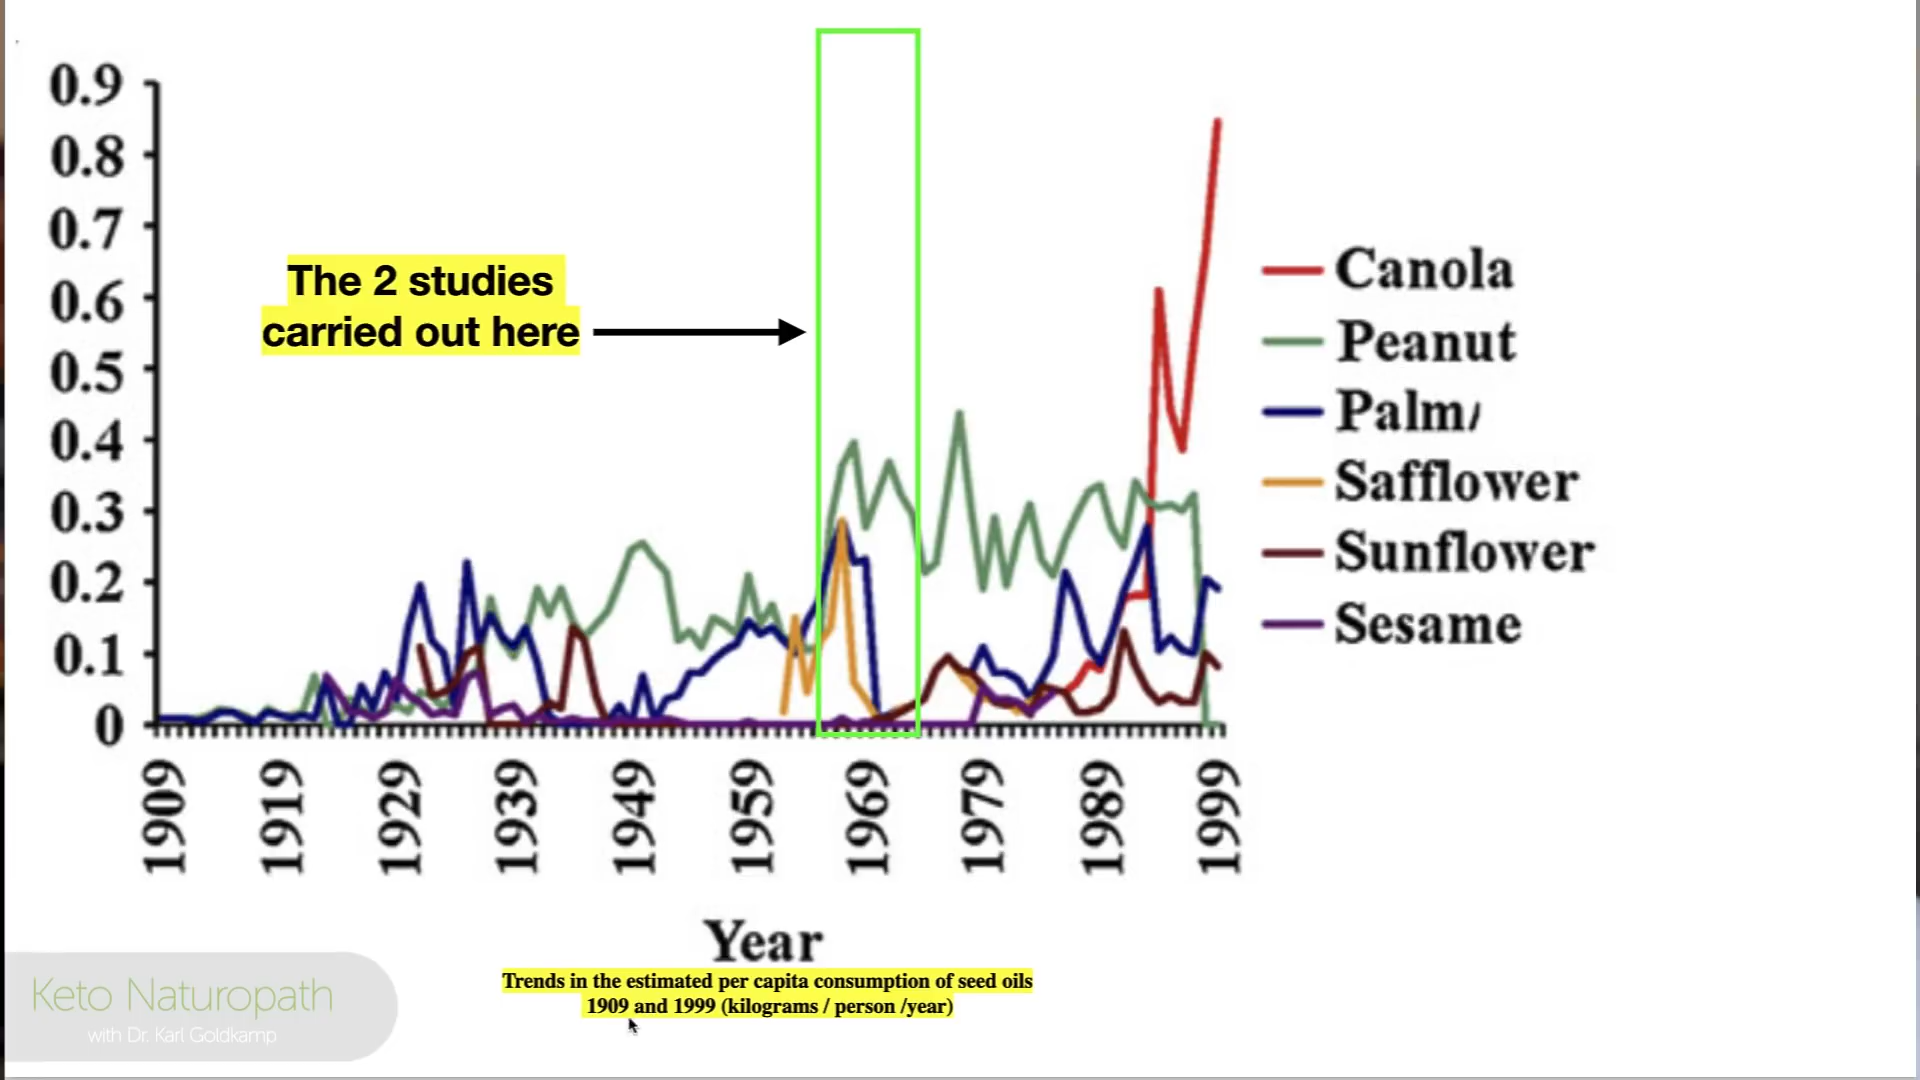 0.9
0.8
0.7
0.6
0.5
0.4
0.3
0.2
0.1
0
The 2 studies
carried out here
Canola
Peanut
Palm/
Safflower
Sunflower
Sesame
1909
1919
1929
1939
1949
1959
1969
1979
1989
1999
Year
Trends in the estimated per capita consumption of seed oils
1909 and 1999 (kilograms / person /year)
Keto Naturopath
with Dr. Karl Goldkamp